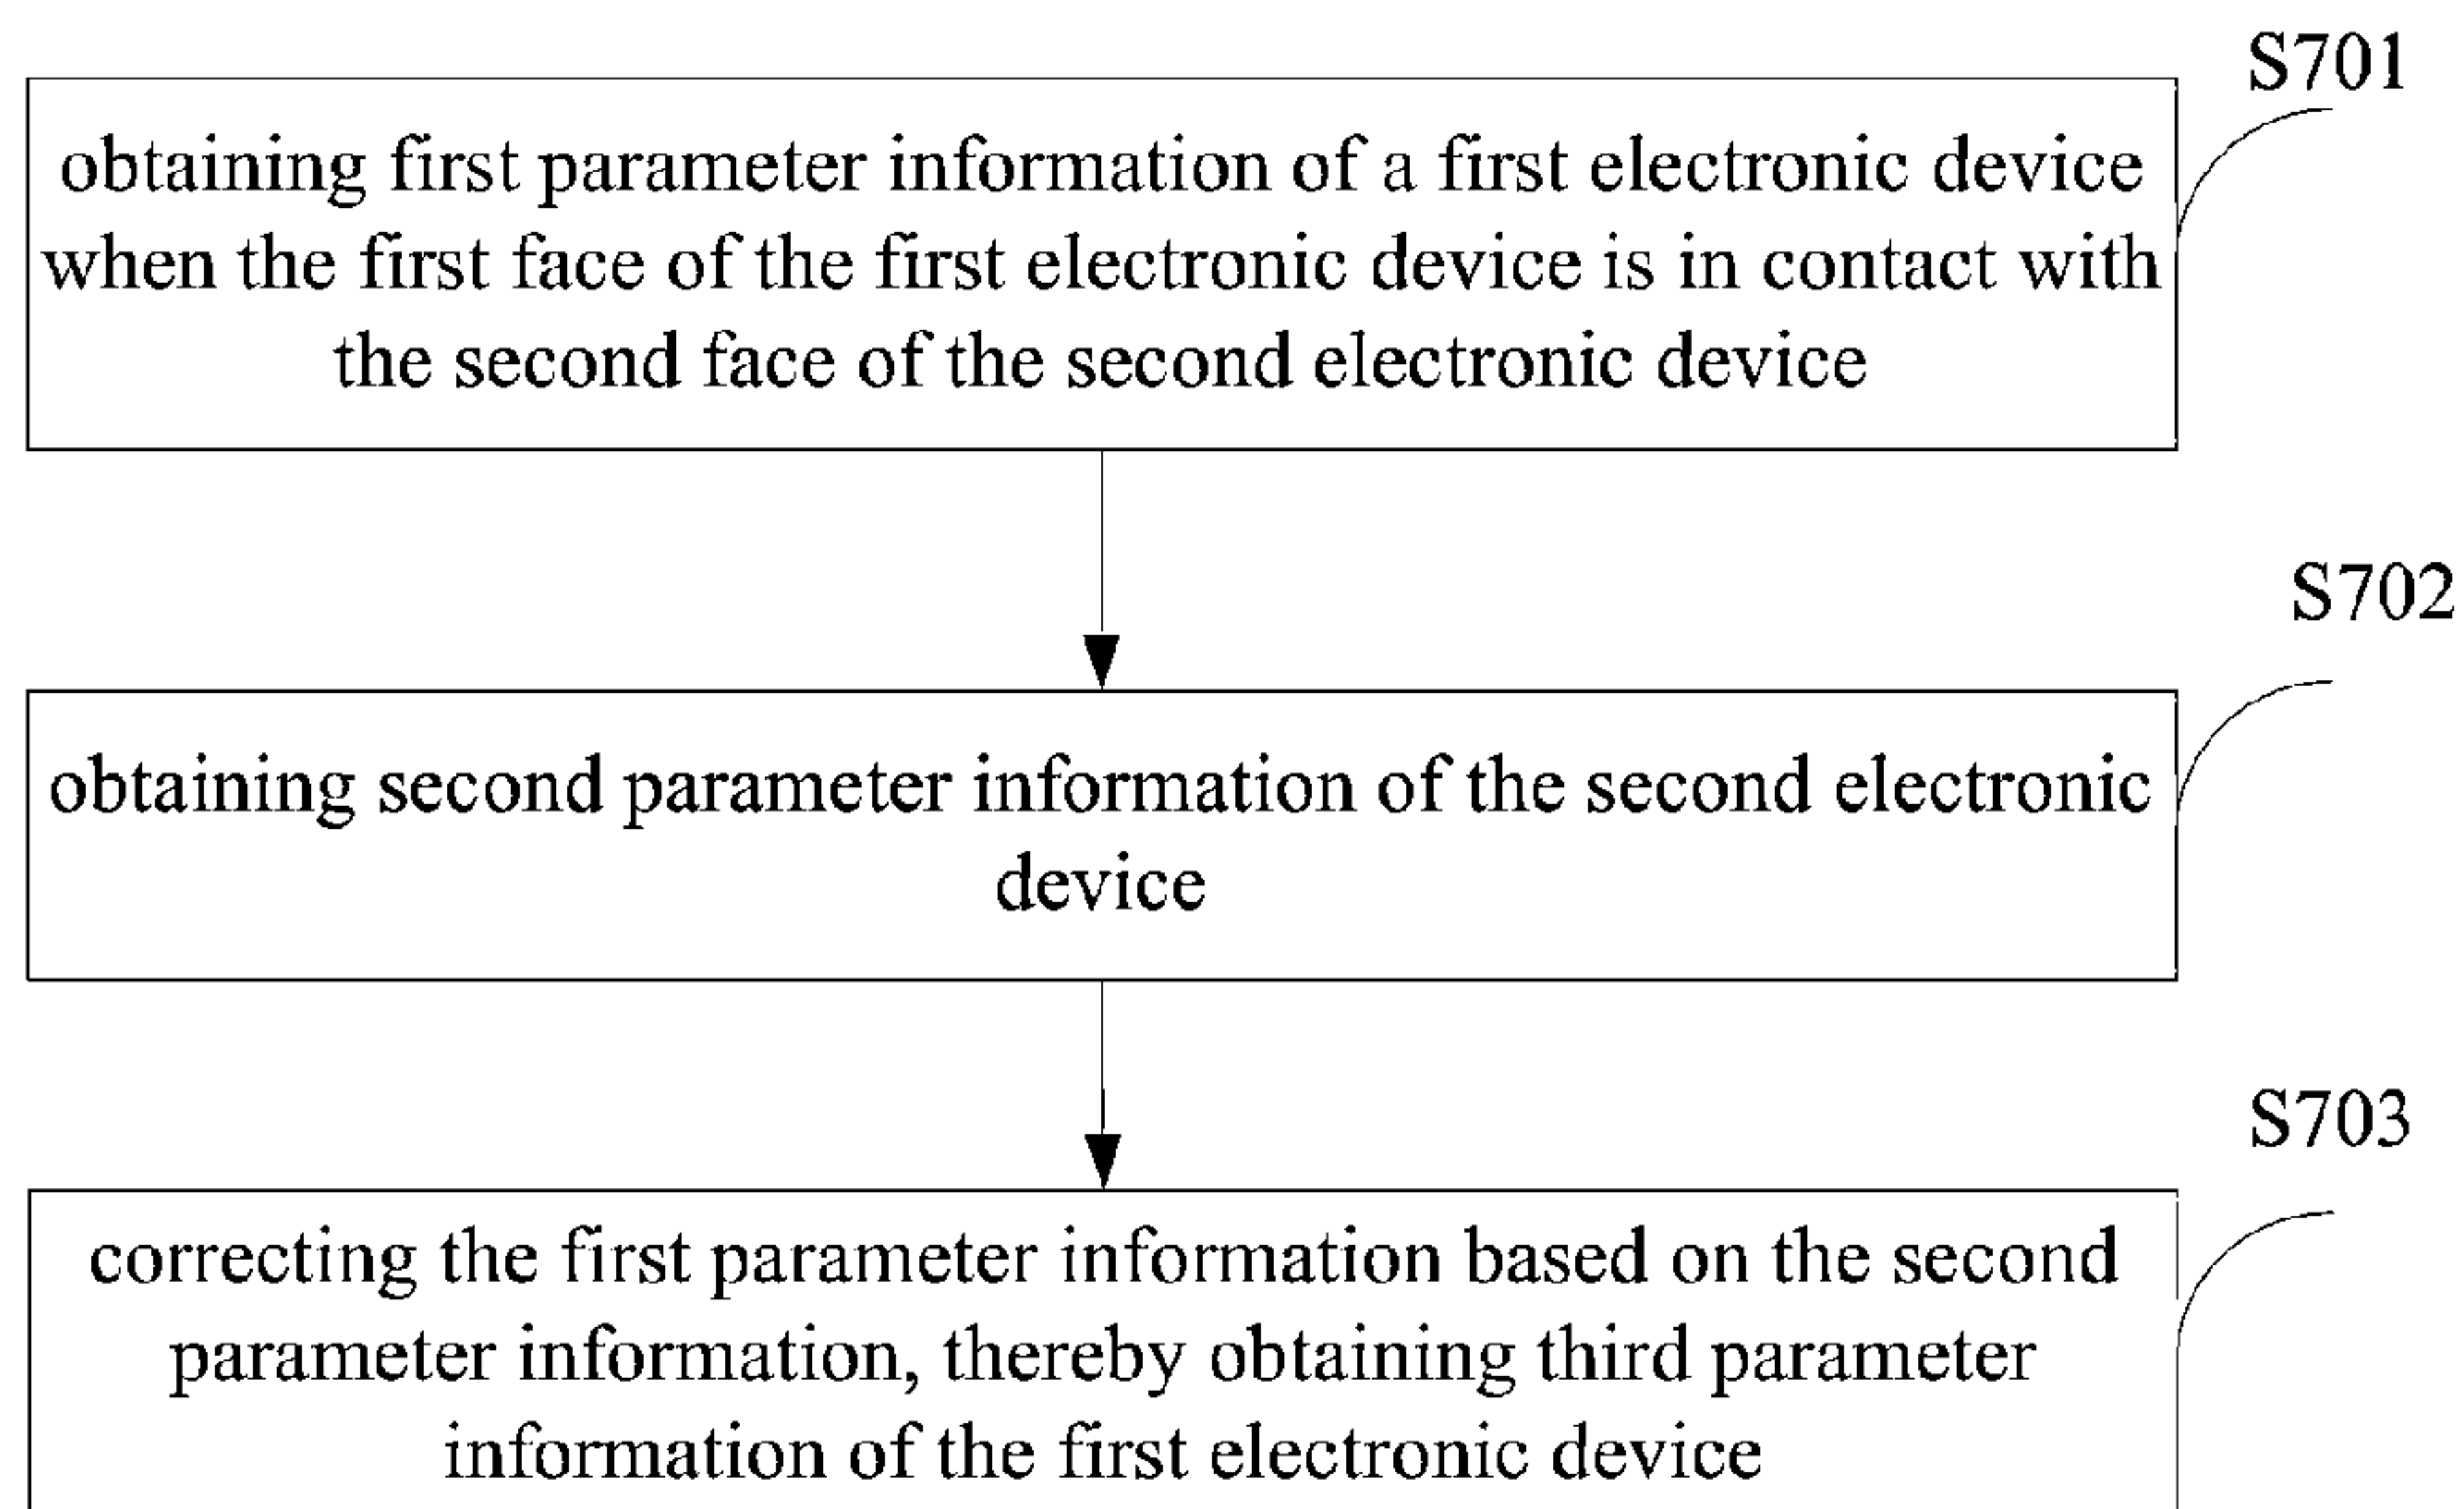 S701
obtaining first parameter information of a first electronic device
when the first face of the first electronic device is in contact with
the second face of the second electronic device
S702
obtaining second parameter information of the second electronic
device
S703
correcting the first parameter information based on the second
parameter information, thereby obtaining third parameter
information of the first electronic device